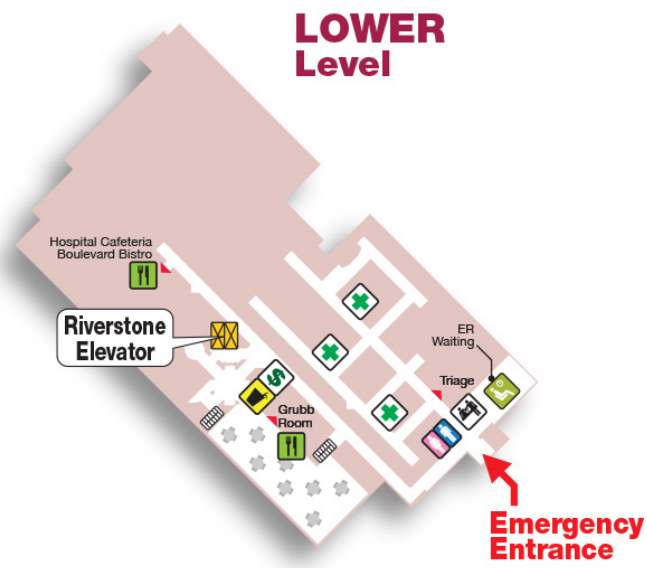 LOWER
Level
Hospital Cafeteria
Boulevard Bistro
Riverstone
Elevator
ER
Waiting
Triage
$
Grubb
Room
Emergency
Entrance